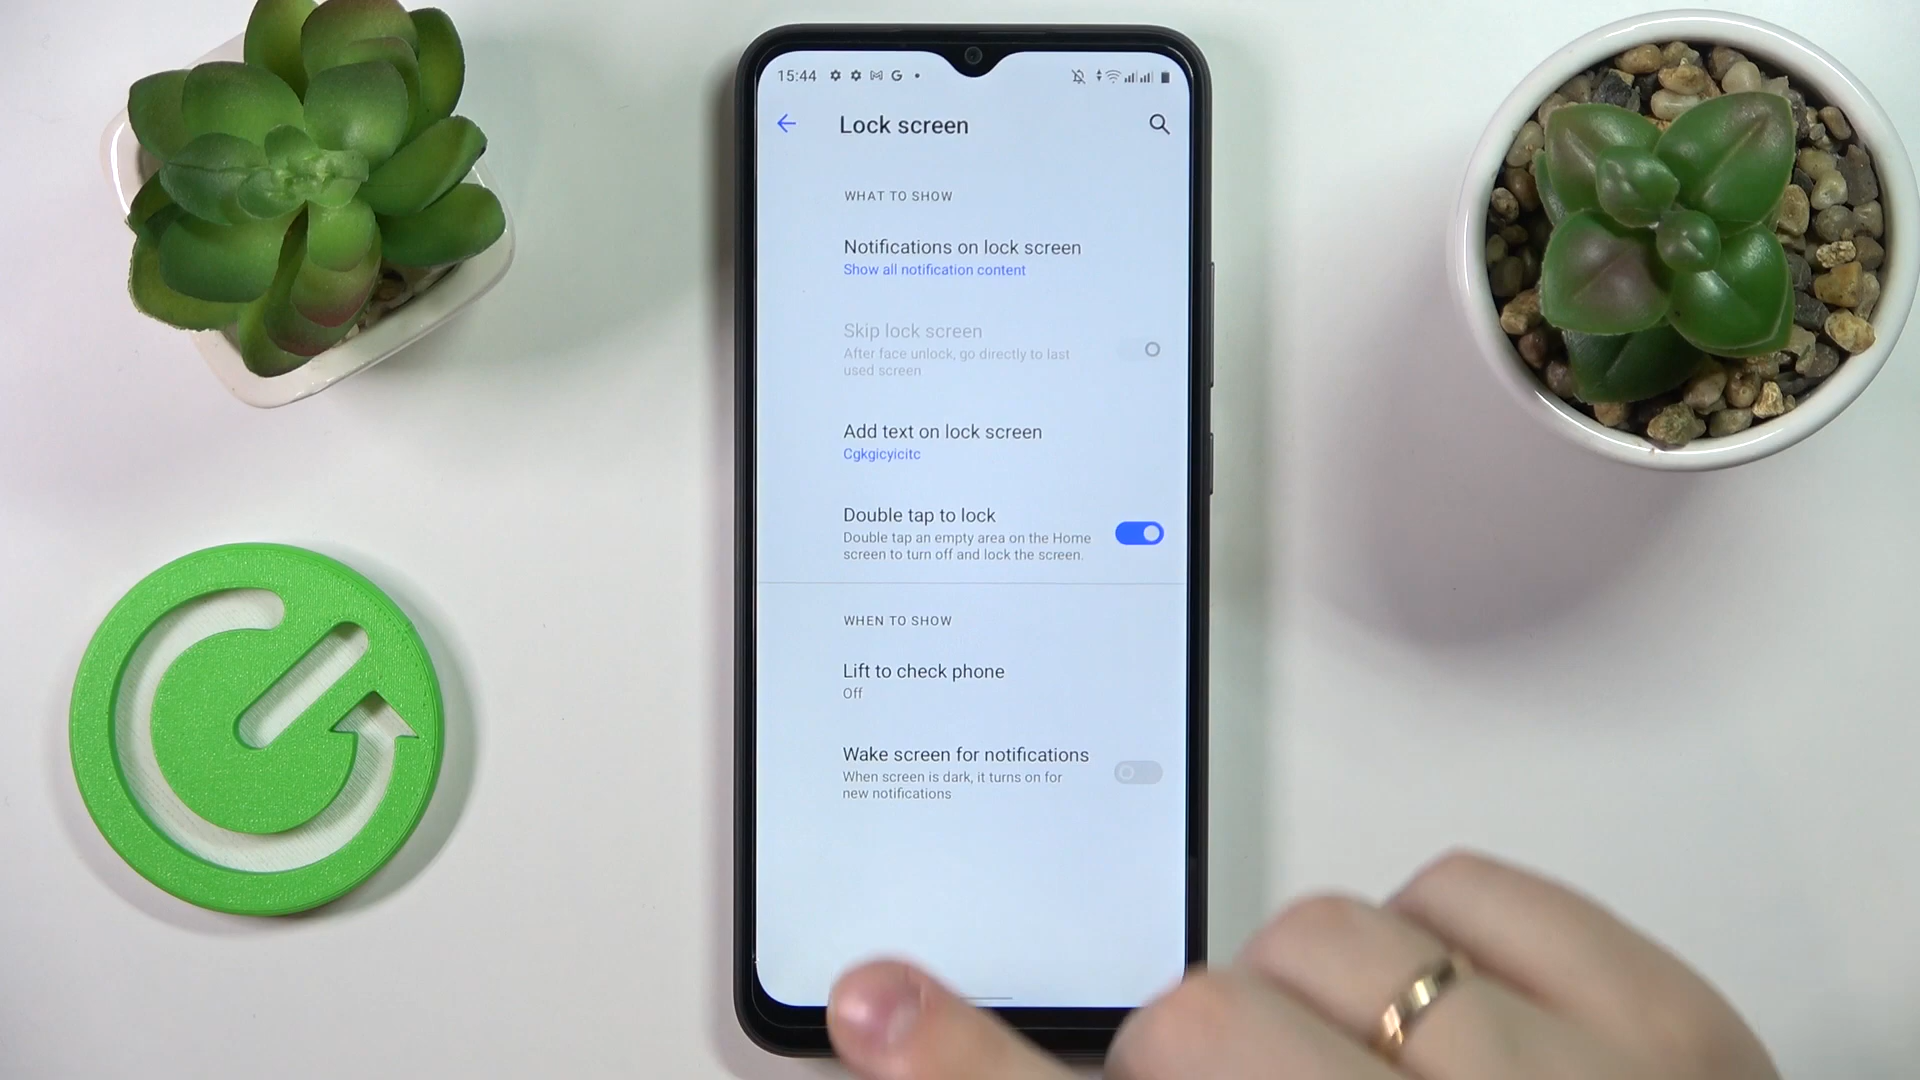 15:44
Lock screen
WHAT TO SHOW
Notifications on lock screen
Show all notification content
Skip lock screen
After face unlock, go directly to last
used screen
Add text on lock screen
Cgkgicyicitc
Double tap to lock
Double tap an empty area on the Home
screen to turn off and lock the screen.
WHEN TO SHOW
Lift to check phone
Off
Wake screen for notifications
When screen is dark, it turns on for
new notifications